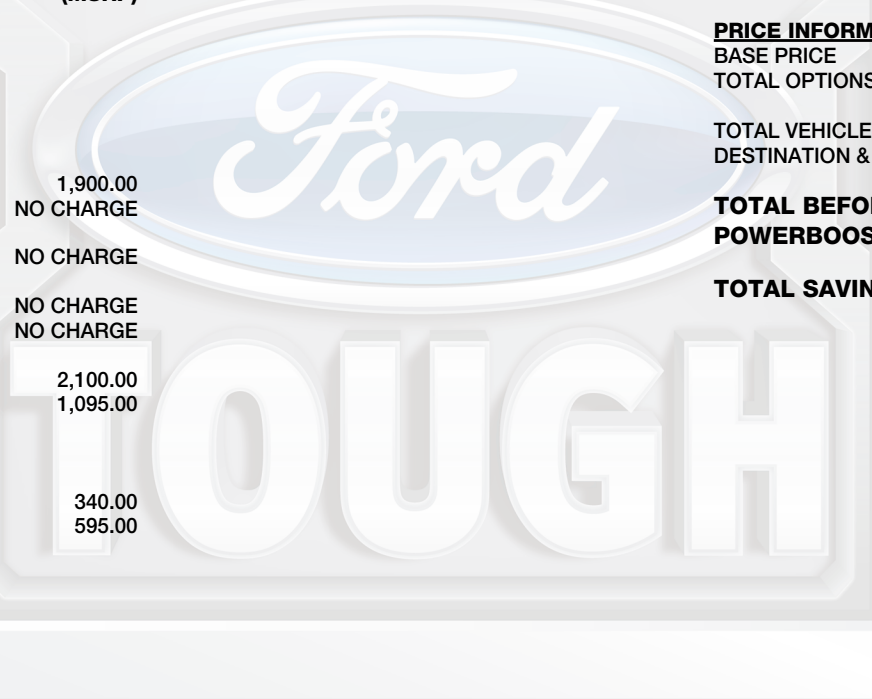 (MSRP)
1,900.00
NO CHARGE
NO CHARGE
NO CHARGE
NO CHARGE
2,100.00
1,095.00
340.00
595.00
PRICE INFORM
BASE PRICE
TOTAL OPTIONS
TOTAL VEHICLE
DESTINATION &
TOTAL BEFO
POWERBOOS
TOTAL SAVIN
Ford
TOUGH